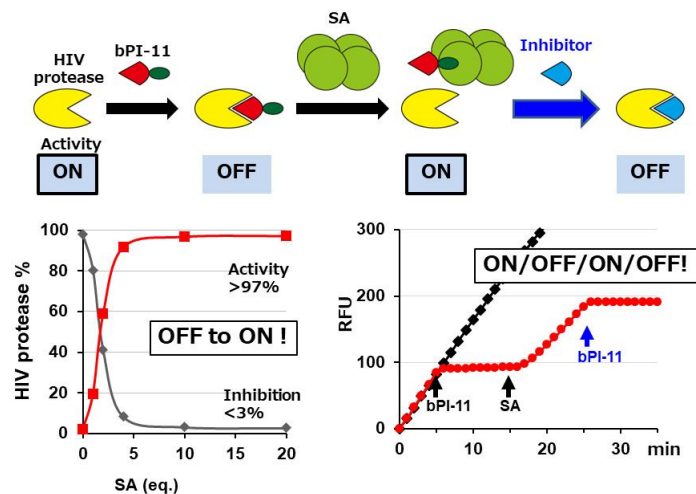 HIV
protease
bPI-11
SA
Inhibitor
Activity
ON
OFF
ON
OFF
HIV protease %
100
80
60
40
20
0
Activity
>97%
OFF to ON !
Inhibition
<3%
0
5
10
15
20
SA (eq.)
RFU
300
200
100
0
ON/OFF/ON/OFF!
bPI-11
SA
bPI-11
0
10
20
30
min